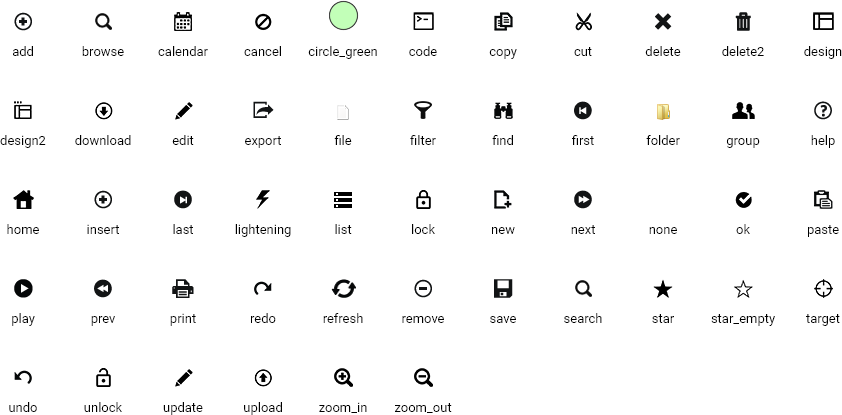 add browse calendar cancel circle_green code copy cut delete delete2 design
design2 download edit export file filter find first folder group help
home insert last lightening list lock new next none ok paste
play prev print redo refresh remove save search star star_empty target
undo unlock update upload zoom_in zoom_out